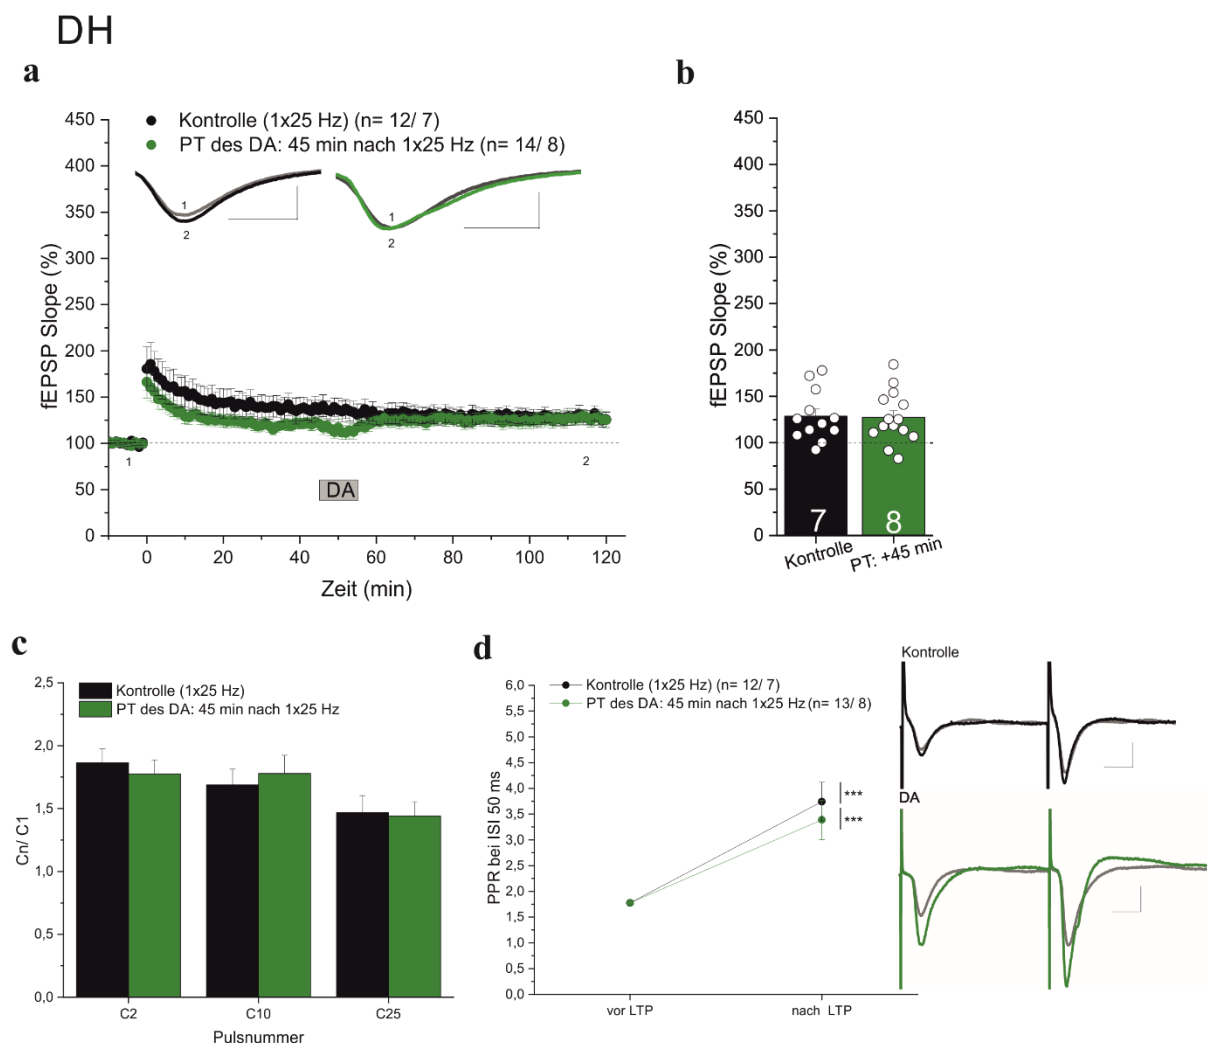 DH
a
Kontrolle (1x25 Hz) (n= 12/ 7)
PT des DA: 45 min nach 1x25 Hz (n= 14/ 8)
fEPSP Slope (%)
450
400
350
300
250
200
150
100
50
0
1
2
1
2
1
2
DA
0 20 40 60 80 100 120
Zeit (min)
b
fEPSP Slope (%)
450
400
350
300
250
200
150
100
50
0
7 8
Kontrolle PT: +45 min
c
Kontrolle (1x25 Hz)
PT des DA: 45 min nach 1x25 Hz
Cn/ C1
2,5
2,0
1,5
1,0
0,5
0,0
C2 C10 C25
Pulsnummer
d
Kontrolle (1x25 Hz) (n= 12/ 7)
PT des DA: 45 min nach 1x25 Hz (n= 13/ 8)
PPR bei ISI 50 ms
6,0
5,5
5,0
4,5
4,0
3,5
3,0
2,5
2,0
1,5
1,0
0,5
0,0
***
***
vor LTP nach LTP
Kontrolle
DA